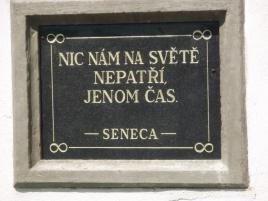 NIC NÁM NA SVĚTĚ
NEPATŘÍ,
JENOM ČAS.
— SENECA —